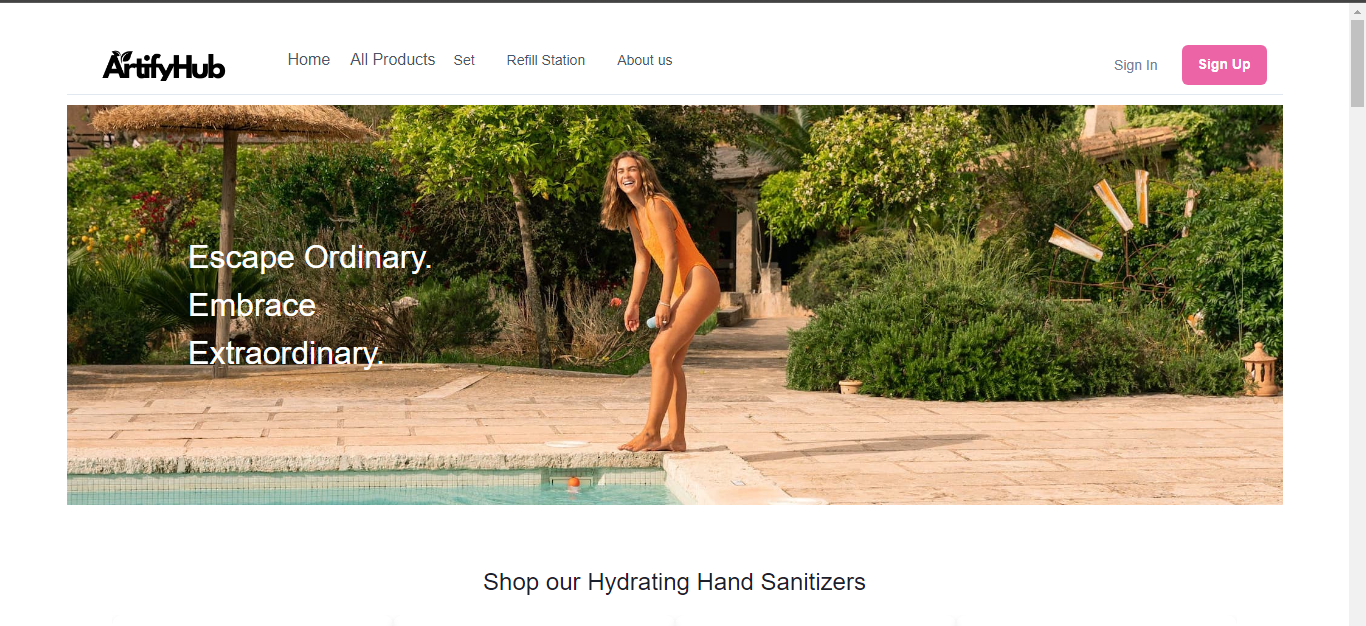 ArtifyHub
Home All Products Set Refill Station About us Sign In Sign Up
Escape Ordinary.
Embrace
Extraordinary.
Shop our Hydrating Hand Sanitizers